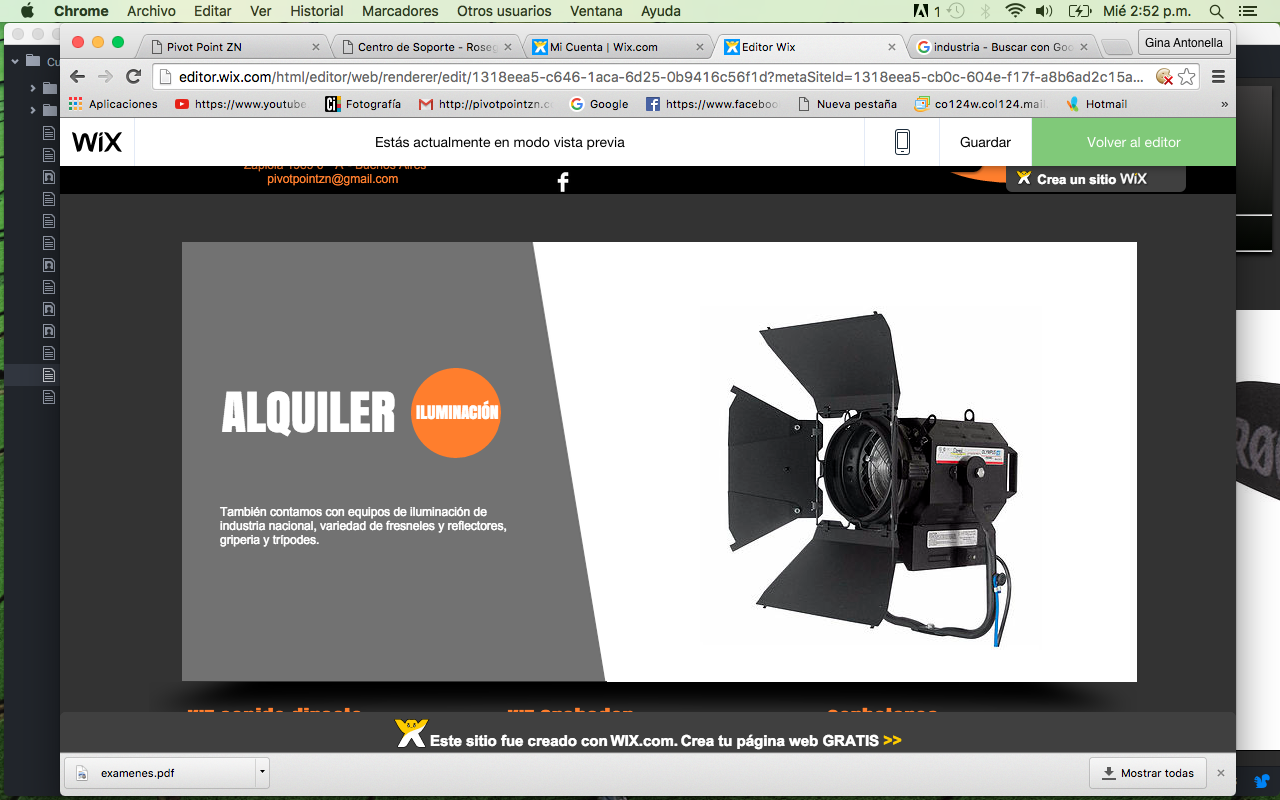 Chrome Archivo Editar Ver Historial Marcadores Otros usuarios Ventana Ayuda 1 Mié 2:52 p.m.
Pivot Point ZN Centro de Soporte - Roseg Mi Cuenta | Wix.com Editor Wix industria - Buscar con Goo Gina Antonella
Cu
editor.wix.com/html/editor/web/renderer/edit/1318eea5-c646-1aca-6d25-0b9416c56f1d?metaSiteId=1318eea5-cb0c-604e-f17f-a8b6ad2c15a...
Aplicaciones https://www.youtube Fotografía http://pivotpointzn.co Google https://www.faceboo Nueva pestaña co124w.col124.mail. Hotmail »
WiX Estás actualmente en modo vista previa Guardar Volver al editor
pivotpointzn@gmail.com
Crea un sitio WiX
ALQUILER ILUMINACIÓN
También contamos con equipos de iluminación de
industria nacional, variedad de fresneles y reflectores,
griperia y trípodes.
Este sitio fue creado con WIX.com. Crea tu página web GRATIS >>
examenes.pdf Mostrar todas